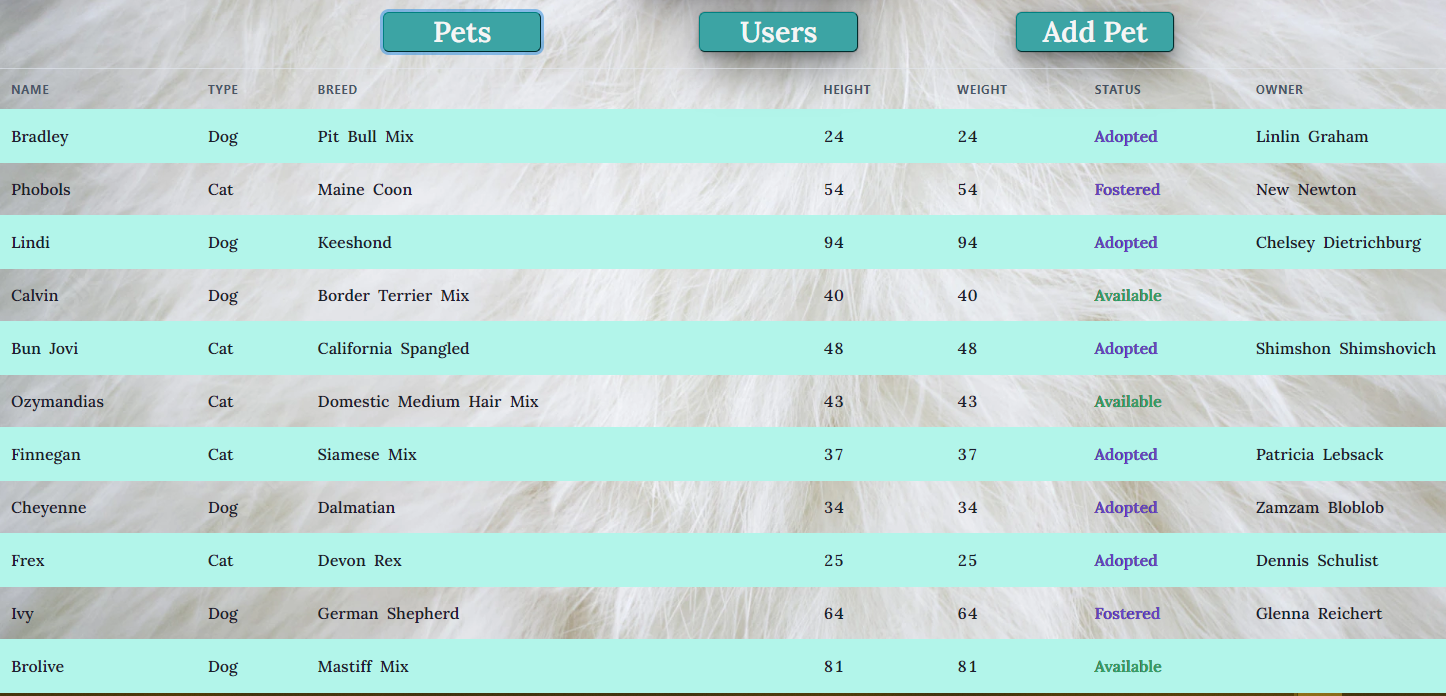 Pets Users Add Pet
NAME TYPE BREED HEIGHT WEIGHT STATUS OWNER
Bradley Dog Pit Bull Mix 24 24 Adopted Linlin Graham
Phobols Cat Maine Coon 54 54 Fostered New Newton
Lindi Dog Keeshond 94 94 Adopted Chelsey Dietrichburg
Calvin Dog Border Terrier Mix 40 40 Available
Bun Jovi Cat California Spangled 48 48 Adopted Shimshon Shimshovich
Ozymandias Cat Domestic Medium Hair Mix 43 43 Available
Finnegan Cat Siamese Mix 37 37 Adopted Patricia Lebsack
Cheyenne Dog Dalmatian 34 34 Adopted Zamzam Bloblob
Frex Cat Devon Rex 25 25 Adopted Dennis Schulist
Ivy Dog German Shepherd 64 64 Fostered Glenna Reichert
Brolive Dog Mastiff Mix 81 81 Available